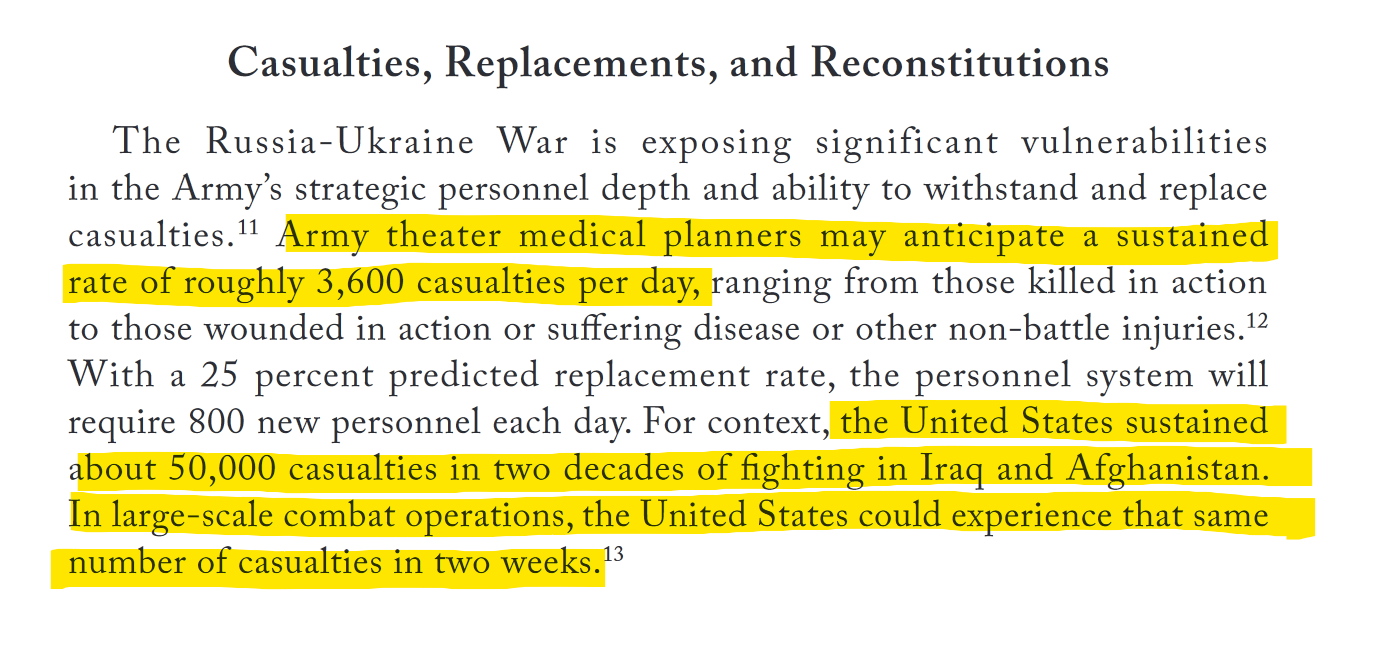 Casualties, Replacements, and Reconstitutions
The Russia-Ukraine War is exposing significant vulnerabilities
in the Army’s strategic personnel depth and ability to withstand and replace
casualties.¹¹ Army theater medical planners may anticipate a sustained
rate of roughly 3,600 casualties per day, ranging from those killed in action
to those wounded in action or suffering disease or other non-battle injuries.¹²
With a 25 percent predicted replacement rate, the personnel system will
require 800 new personnel each day. For context, the United States sustained
about 50,000 casualties in two decades of fighting in Iraq and Afghanistan.
In large-scale combat operations, the United States could experience that same
number of casualties in two weeks.¹³